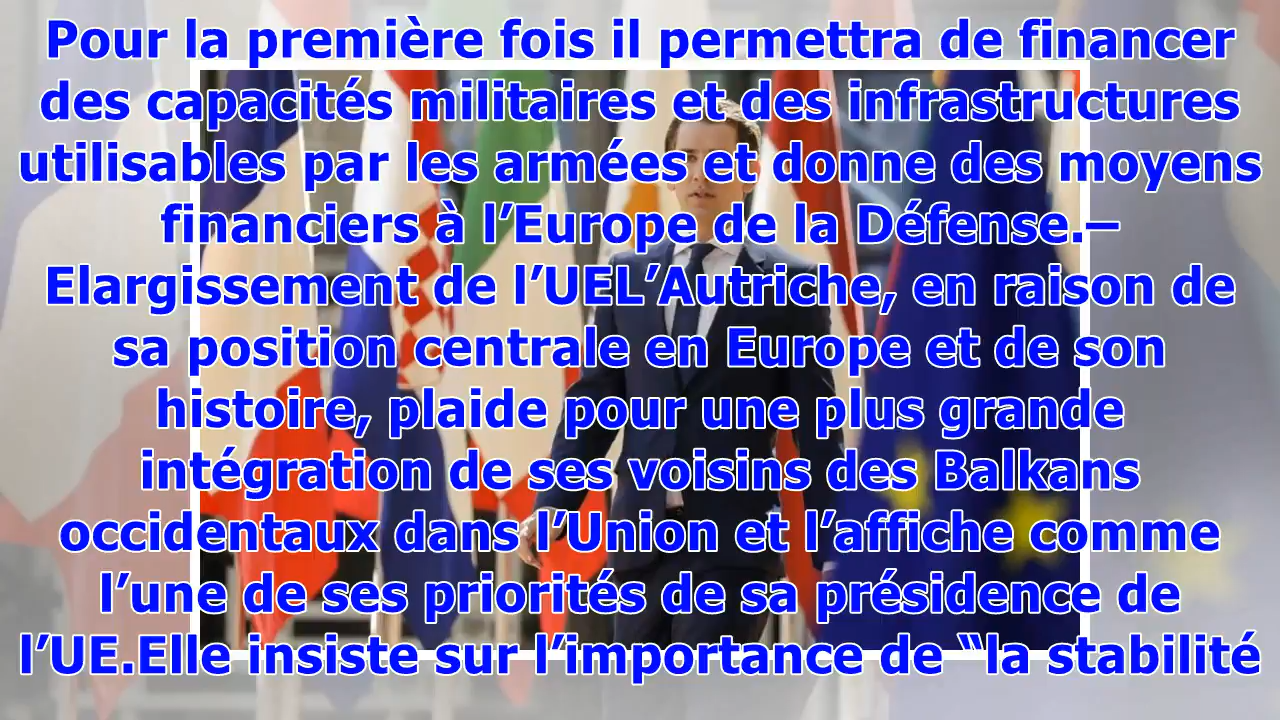 Pour la première fois il permettra de financer
des capacités militaires et des infrastructures
utilisables par les armées et donne des moyens
financiers à l’Europe de la Défense.–
Elargissement de l’UEL’Autriche, en raison de
sa position centrale en Europe et de son
histoire, plaide pour une plus grande
intégration de ses voisins des Balkans
occidentaux dans l’Union et l’affiche comme
l’une de ses priorités de sa présidence de
l’UE.Elle insiste sur l’importance de “la stabilité